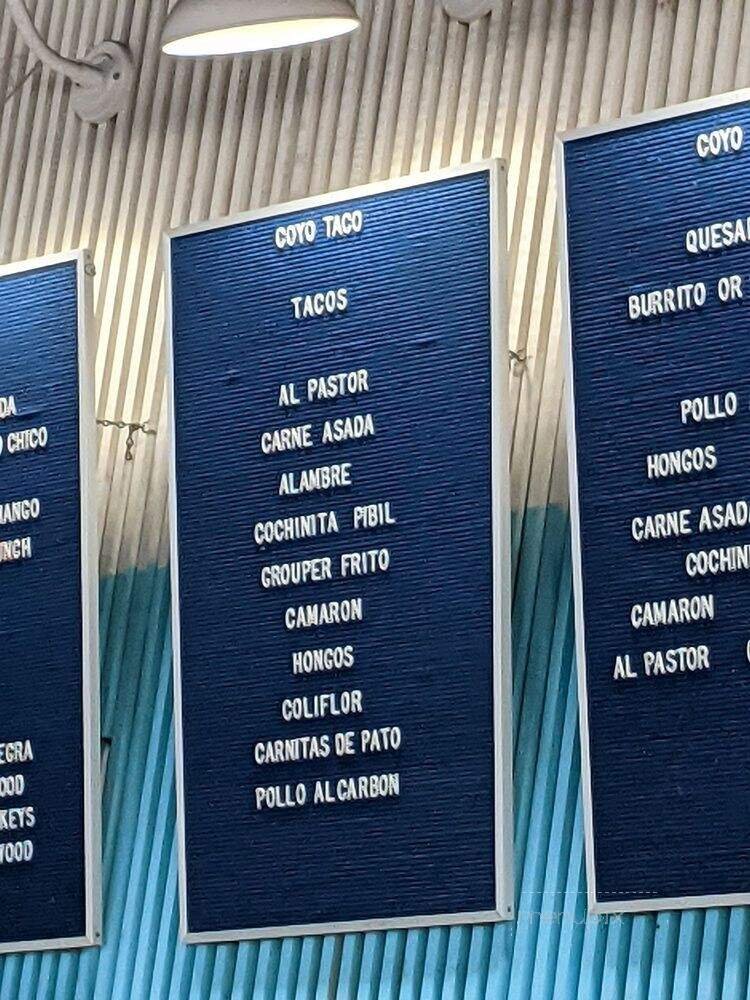 CHICO
COYO TACO
TACOS
AL PASTOR
CARNE ASADA
ALAMBRE
COCHINITA PIBIL
GROUPER FRITO
CAMARON
HONGOS
COLIFLOR
CARNITAS DE PATO
POLLO AL CARBON
COYO
BURRITO OR
POLLO
HONGOS
CARNE ASADA
CAMARON
AL PASTOR